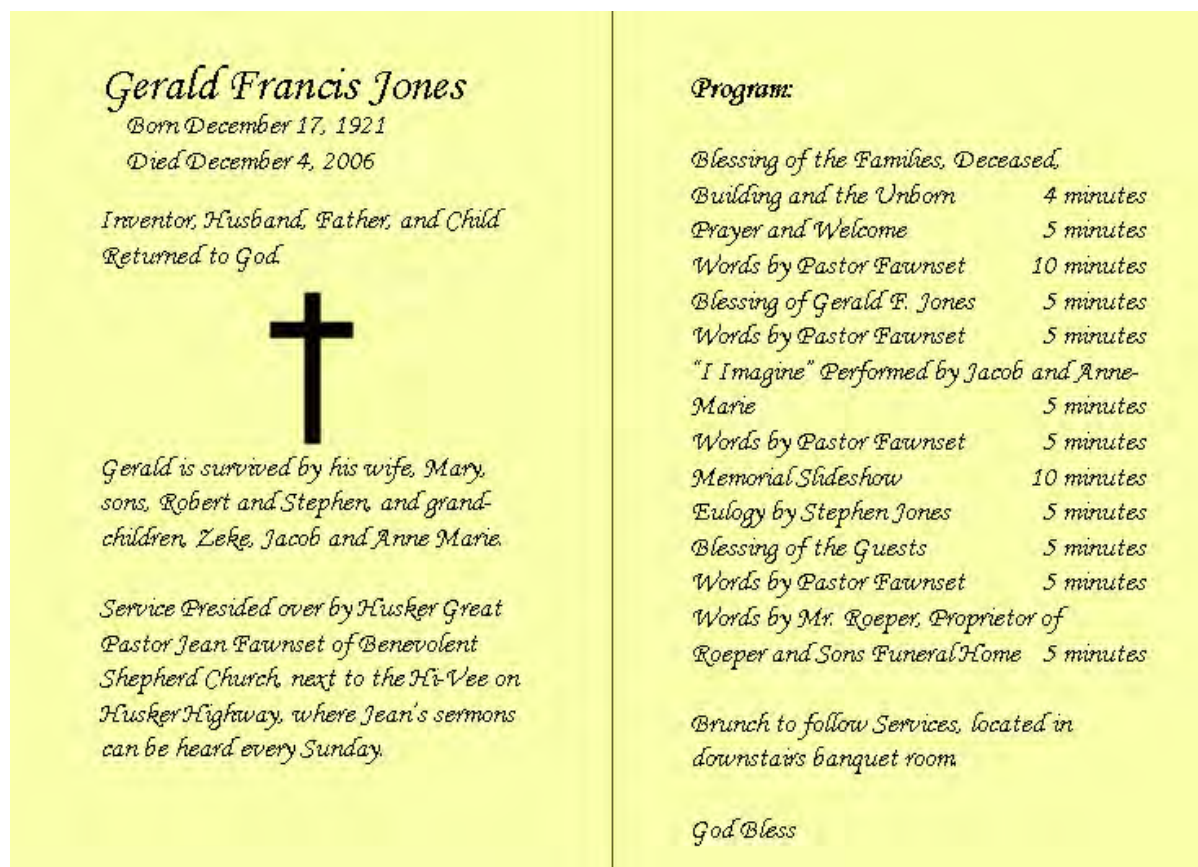 Gerald Francis Jones
Born December 17, 1921
Died December 4, 2006
Inventor, Husband, Father, and Child
Returned to God.
Gerald is survived by his wife, Mary,
sons, Robert and Stephen, and grand-
children, Zeke, Jacob and Anne Marie.
Service Presided over by Husker Great
Pastor Jean Fawnset of Benevolent
Shepherd Church, next to the Hi-Vee on
Husker Highway, where Jean's sermons
can be heard every Sunday.
Program:
Blessing of the Families, Deceased,
Building and the Unborn 4 minutes
Prayer and Welcome 5 minutes
Words by Pastor Fawnset 10 minutes
Blessing of Gerald F. Jones 5 minutes
Words by Pastor Fawnset 5 minutes
"I Imagine" Performed by Jacob and Anne-
Marie 5 minutes
Words by Pastor Fawnset 5 minutes
Memorial Slideshow 10 minutes
Eulogy by Stephen Jones 5 minutes
Blessing of the Guests 5 minutes
Words by Pastor Fawnset 5 minutes
Words by Mr. Roeper, Proprietor of
Roeper and Sons Funeral Home 5 minutes
Brunch to follow Services, located in
downstairs banquet room.
God Bless